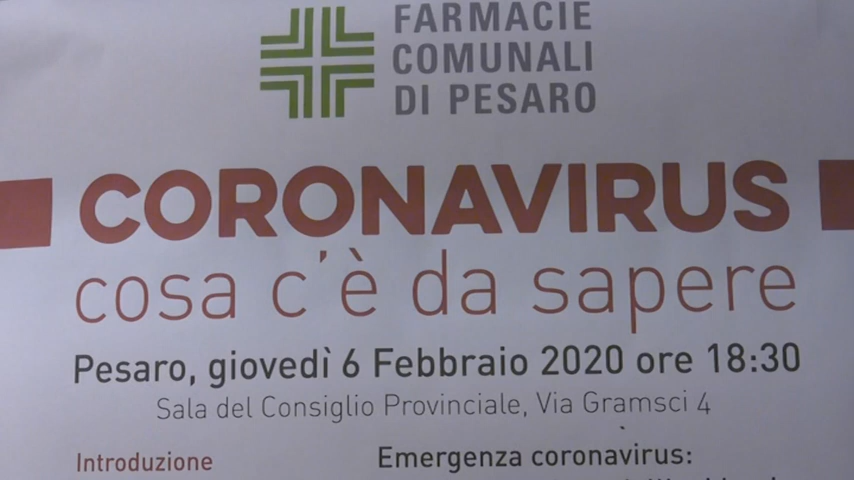 FARMACIE
COMUNALI
DI PESARO
CORONAVIRUS
cosa c'è da sapere
Pesaro, giovedì 6 Febbraio 2020 ore 18:30
Sala del Consiglio Provinciale, Via Gramsci 4
Introduzione
Emergenza coronavirus: